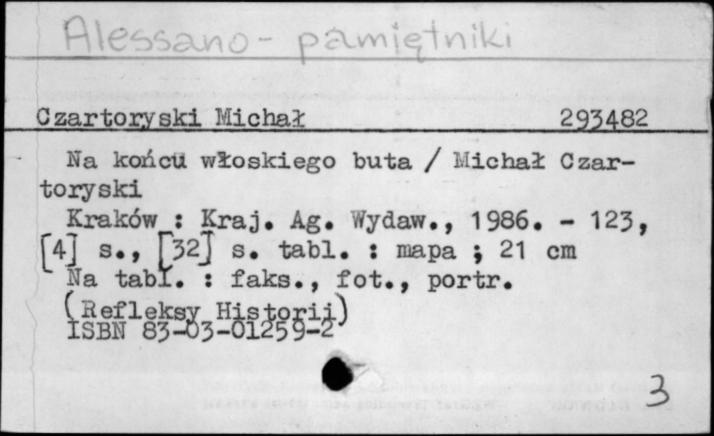 Alessano - pamiętniki
Czartoryski Michał 293482
Na końcu włoskiego buta / Michał Czar-
toryski
Kraków : Kraj. Ag. Wydaw., 1986. - 123,
[4] s., [32] s. tabl. : mapa ; 21 cm
Na tabl. : faks., fot., portr.
(Refleksy Historii)
ISBN 83-03-01259-2
3